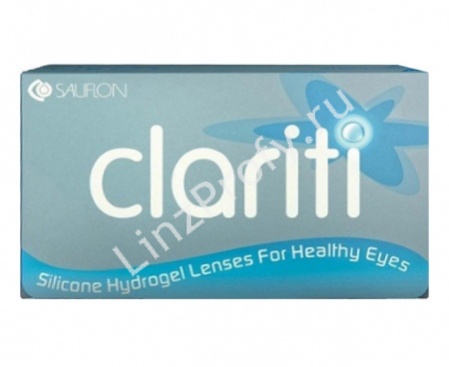 SAUFLON
clariti
Silicone Hydrogel Lenses For Healthy Eyes
LinzProfy.ru